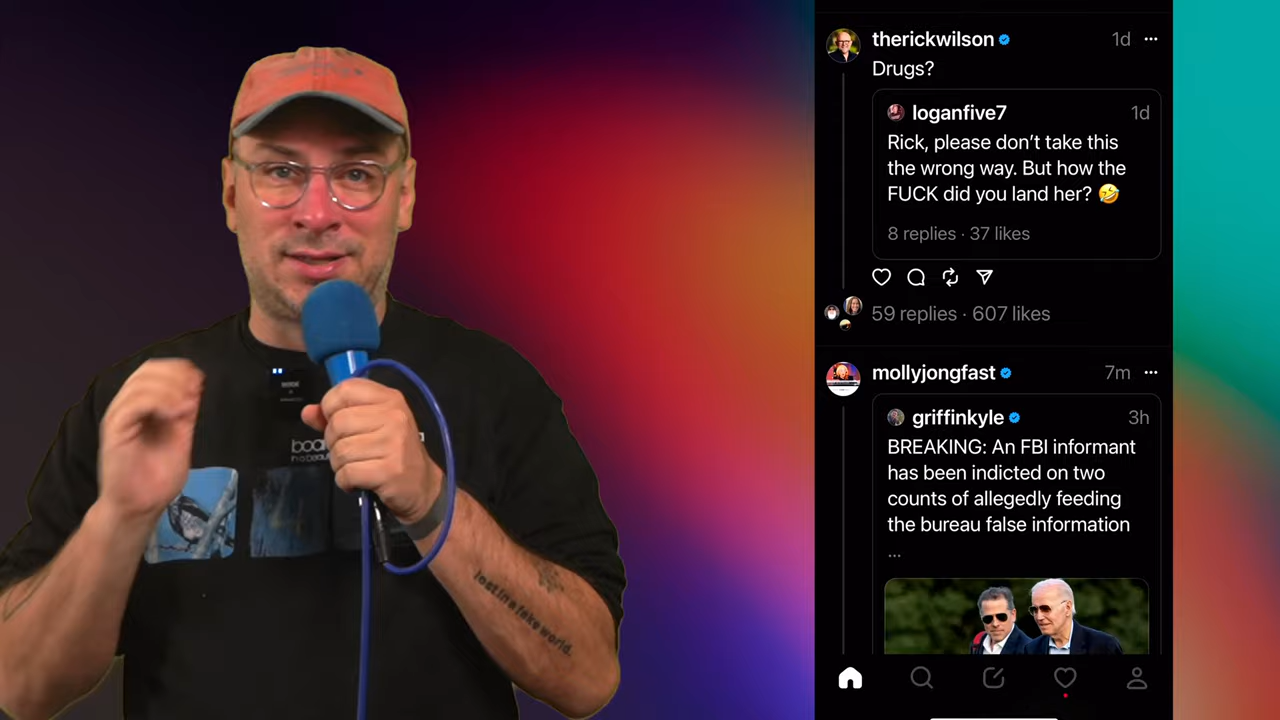 therickwilson 1d
Drugs?
loganfive7 1d
Rick, please don’t take this
the wrong way. But how the
FUCK did you land her? 🤣
8 replies · 37 likes
59 replies · 607 likes
mollyjongfast 7m
griffinkyle 3h
BREAKING: An FBI informant
has been indicted on two
counts of allegedly feeding
the bureau false information
...
lost in a fake world.